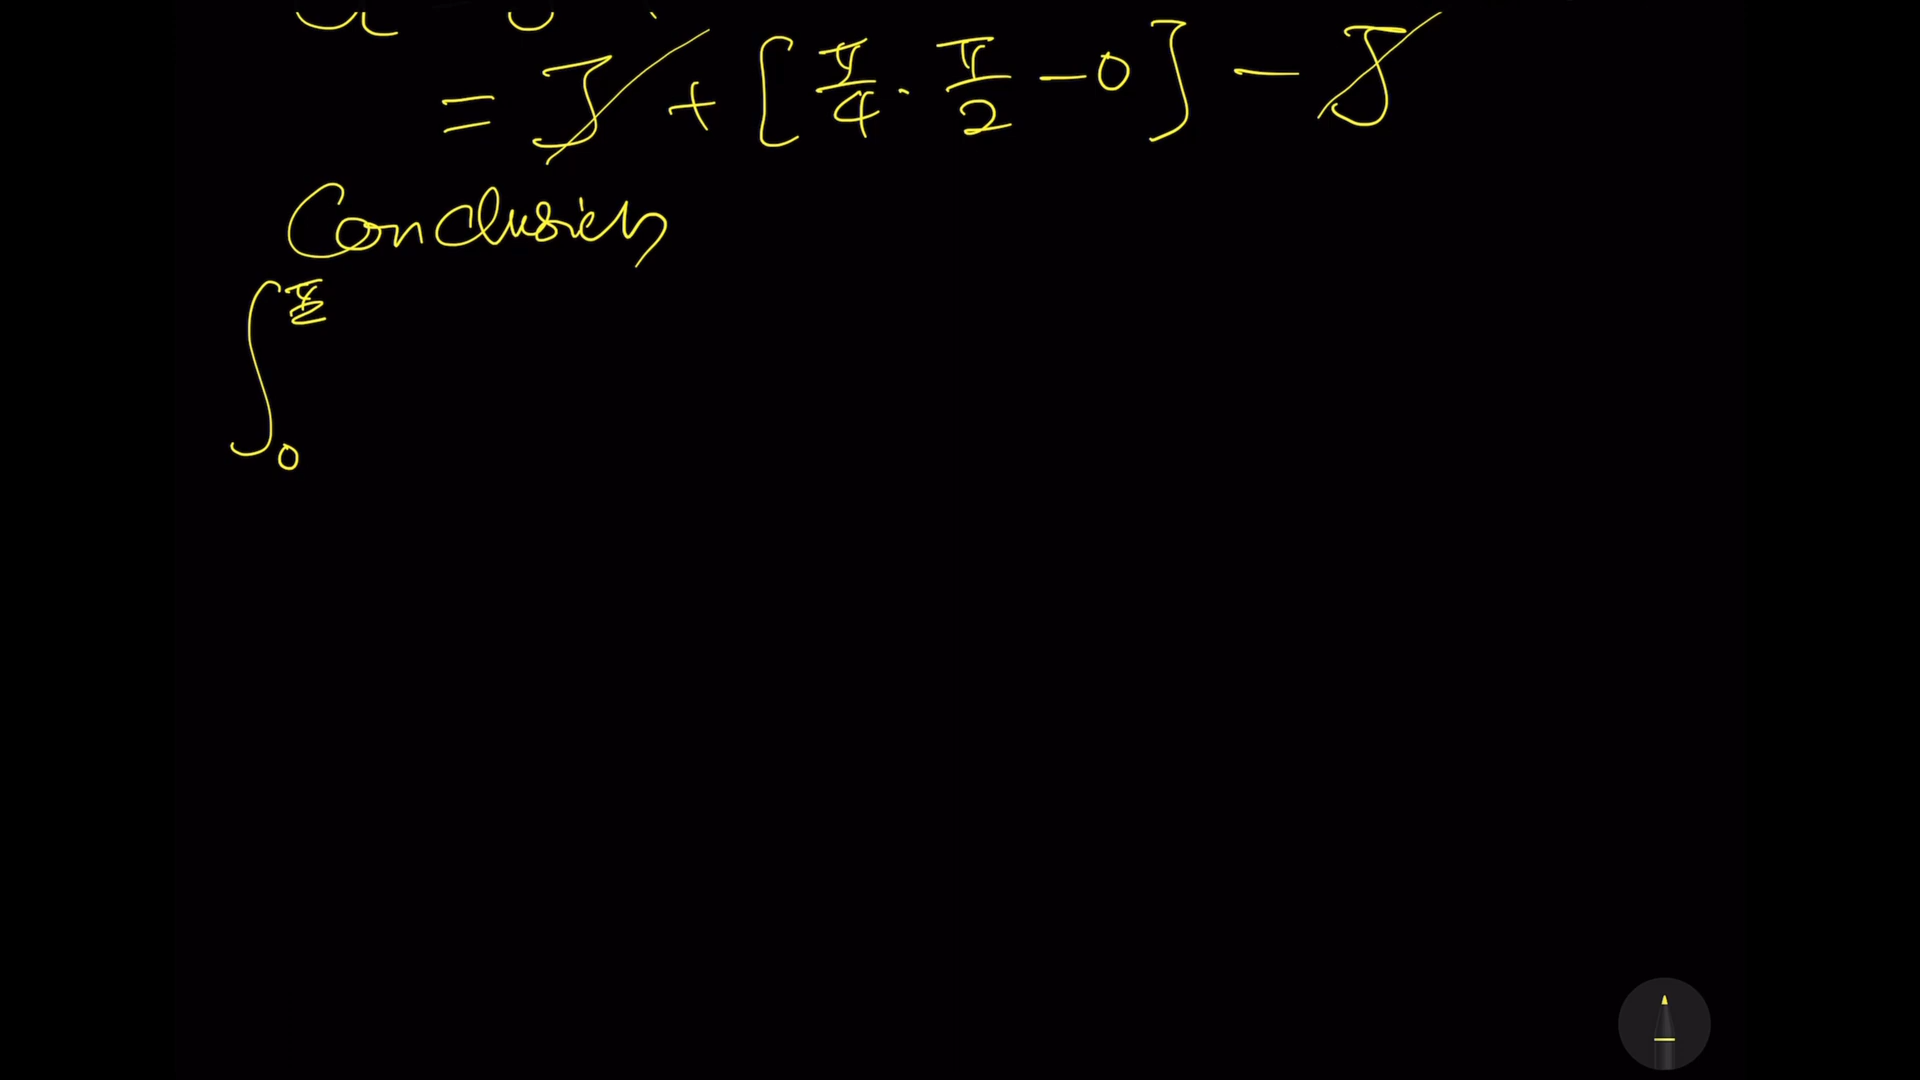 = J + [π/4 · π/2 − 0] − J
Conclusion
∫₀^(π/2)